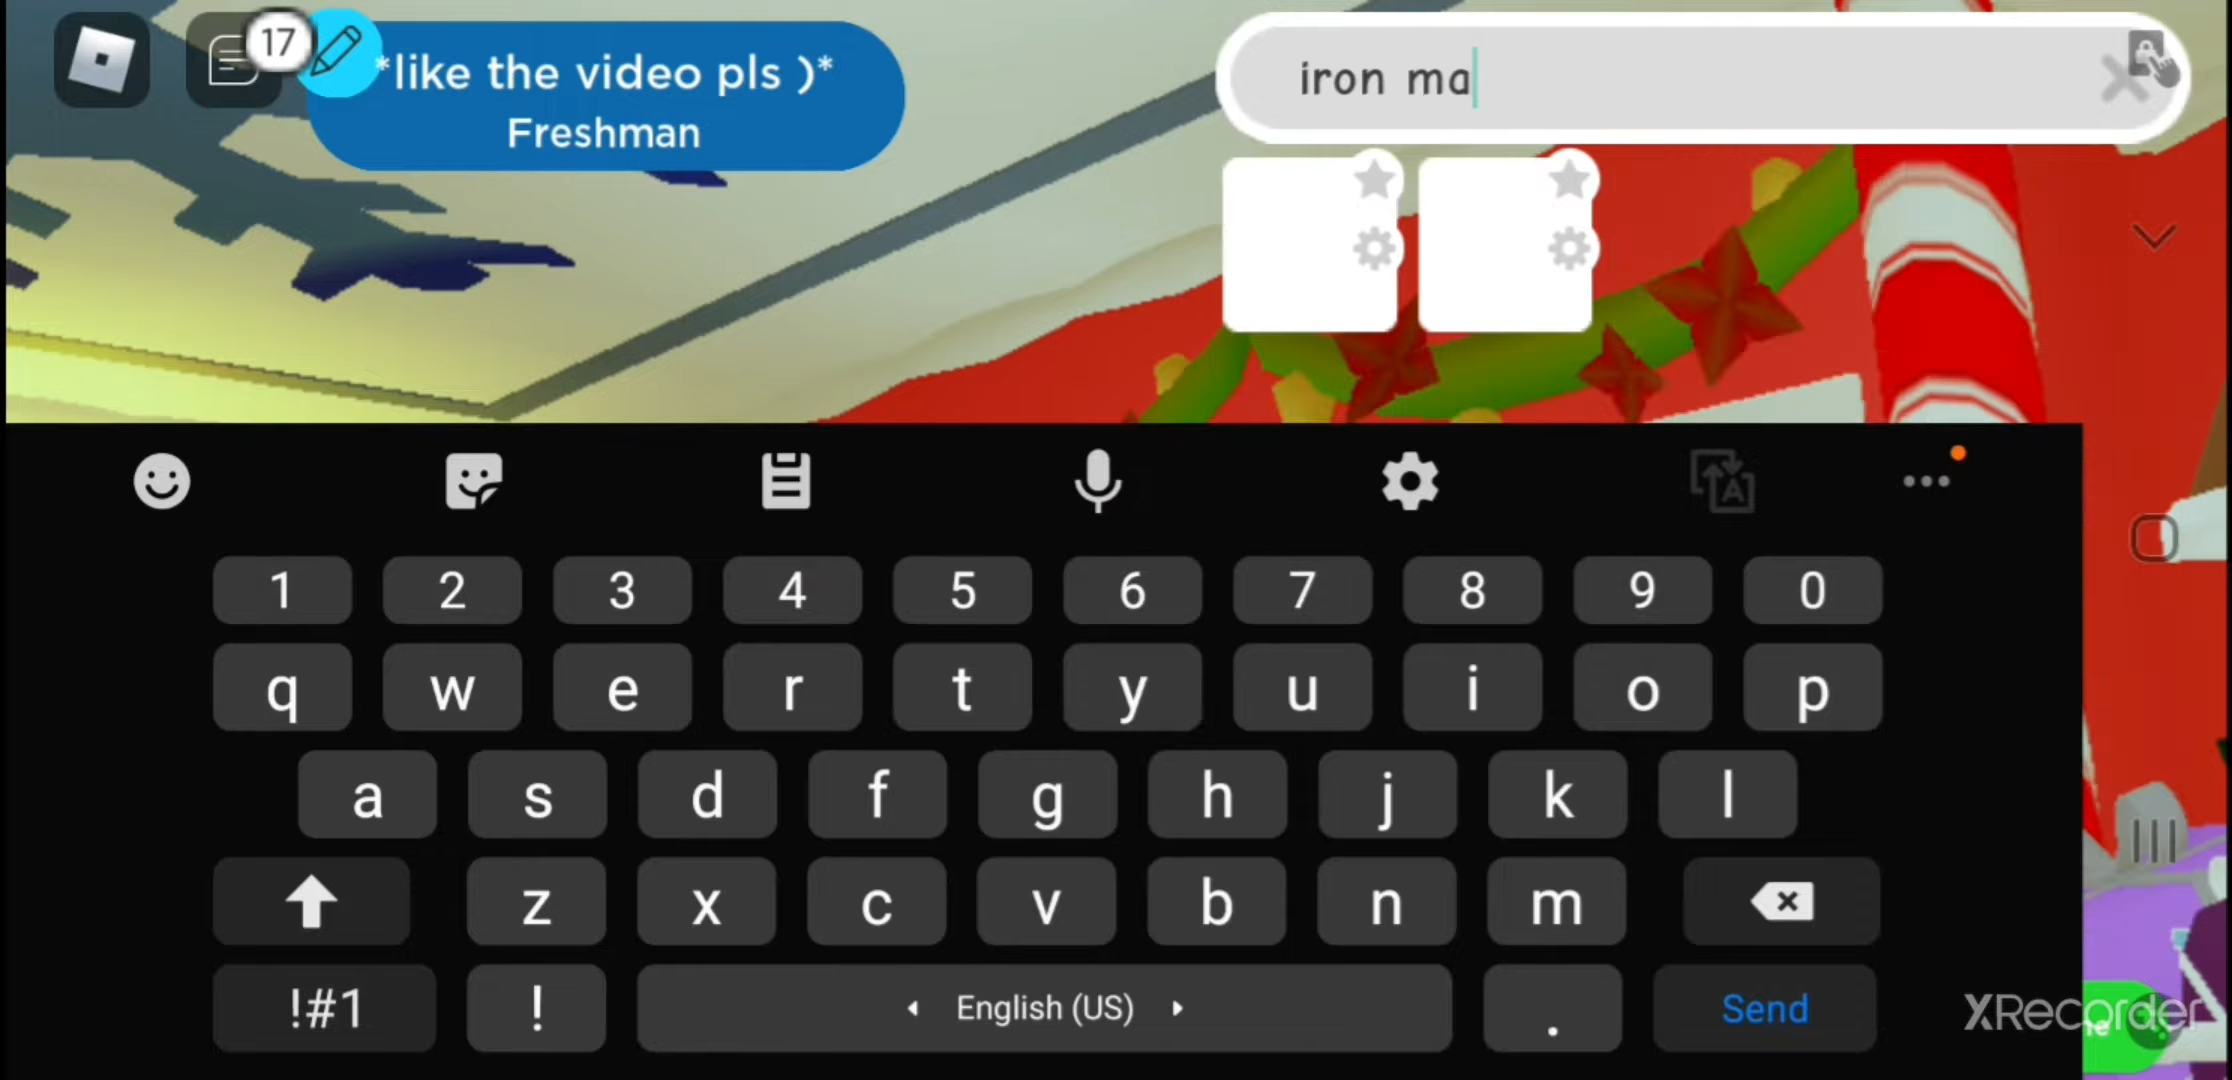 17
*like the video pls )*
Freshman
iron ma
1 2 3 4 5 6 7 8 9 0
q w e r t y u i o p
a s d f g h j k l
z x c v b n m
!#1 ! English (US) . Send
XRecorder